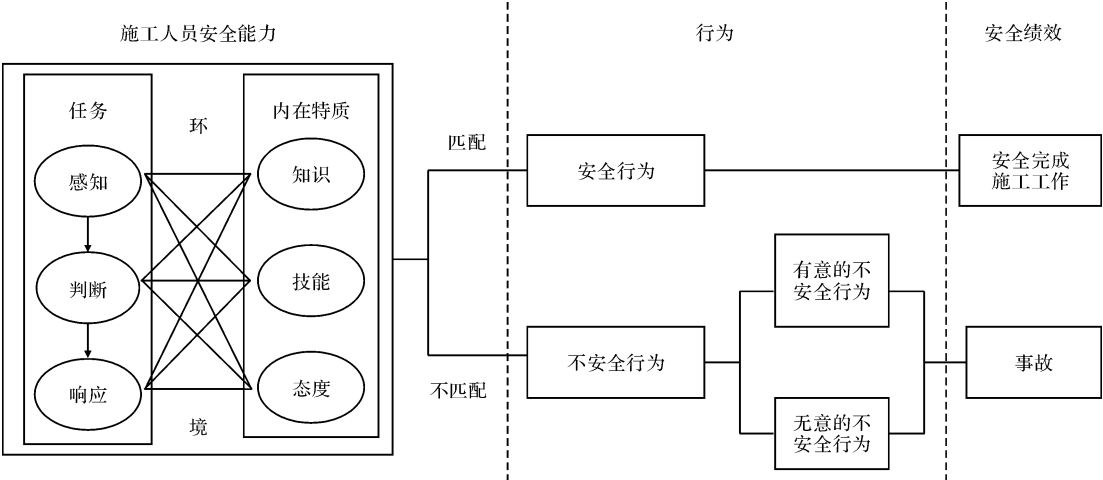 施工人员安全能力
行为
安全绩效
任务
环
内在特质
感知
判断
响应
知识
技能
态度
境
匹配
不匹配
安全行为
不安全行为
有意的不
安全行为
无意的不
安全行为
安全完成
施工工作
事故